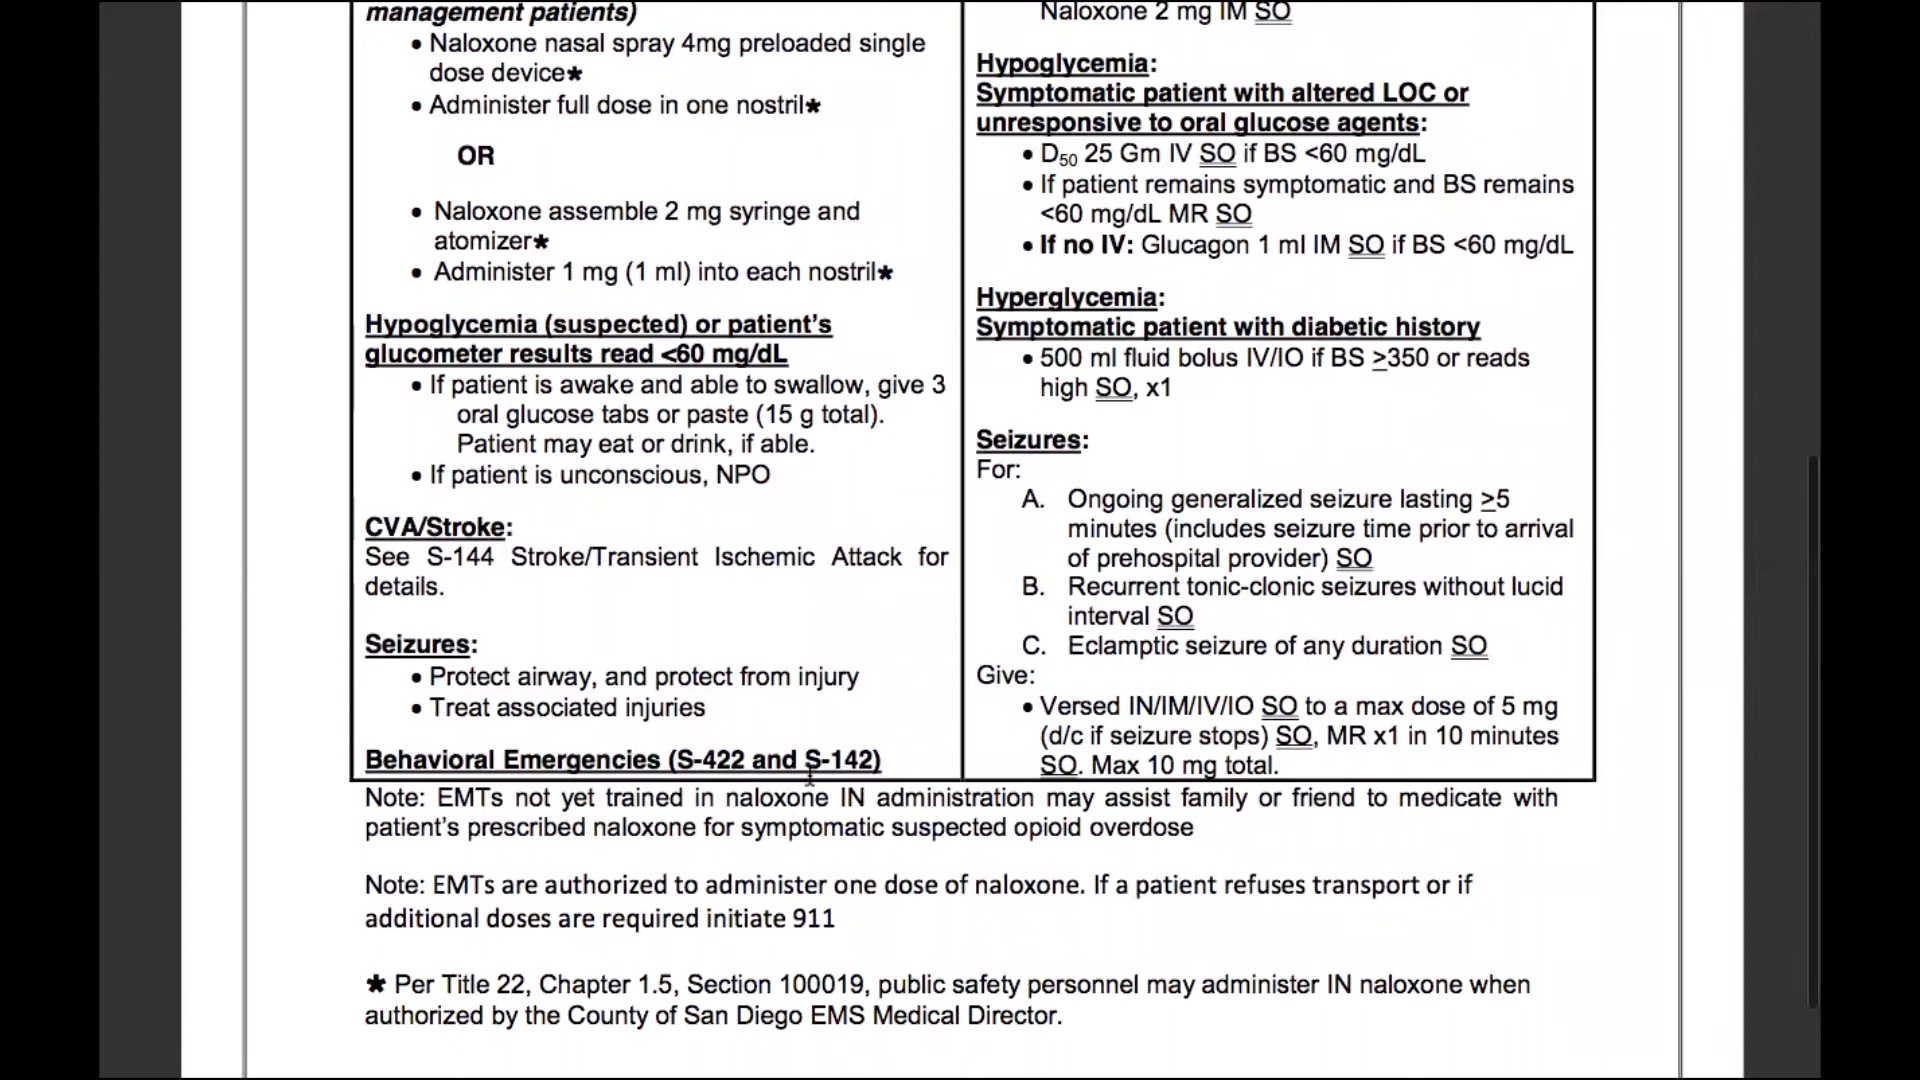 management patients)
• Naloxone nasal spray 4mg preloaded single
dose device*
• Administer full dose in one nostril*
OR
• Naloxone assemble 2 mg syringe and
atomizer*
• Administer 1 mg (1 ml) into each nostril*
Hypoglycemia (suspected) or patient’s
glucometer results read <60 mg/dL
• If patient is awake and able to swallow, give 3
oral glucose tabs or paste (15 g total).
Patient may eat or drink, if able.
• If patient is unconscious, NPO
CVA/Stroke:
See S-144 Stroke/Transient Ischemic Attack for
details.
Seizures:
• Protect airway, and protect from injury
• Treat associated injuries
Behavioral Emergencies (S-422 and S-142)
Naloxone 2 mg IM SO
Hypoglycemia:
Symptomatic patient with altered LOC or
unresponsive to oral glucose agents:
• D50 25 Gm IV SO if BS <60 mg/dL
• If patient remains symptomatic and BS remains
<60 mg/dL MR SO
• If no IV: Glucagon 1 ml IM SO if BS <60 mg/dL
Hyperglycemia:
Symptomatic patient with diabetic history
• 500 ml fluid bolus IV/IO if BS ≥350 or reads
high SO, x1
Seizures:
For:
A. Ongoing generalized seizure lasting ≥5
minutes (includes seizure time prior to arrival
of prehospital provider) SO
B. Recurrent tonic-clonic seizures without lucid
interval SO
C. Eclamptic seizure of any duration SO
Give:
• Versed IN/IM/IV/IO SO to a max dose of 5 mg
(d/c if seizure stops) SO, MR x1 in 10 minutes
SO. Max 10 mg total.
Note: EMTs not yet trained in naloxone IN administration may assist family or friend to medicate with
patient’s prescribed naloxone for symptomatic suspected opioid overdose
Note: EMTs are authorized to administer one dose of naloxone. If a patient refuses transport or if
additional doses are required initiate 911
* Per Title 22, Chapter 1.5, Section 100019, public safety personnel may administer IN naloxone when
authorized by the County of San Diego EMS Medical Director.